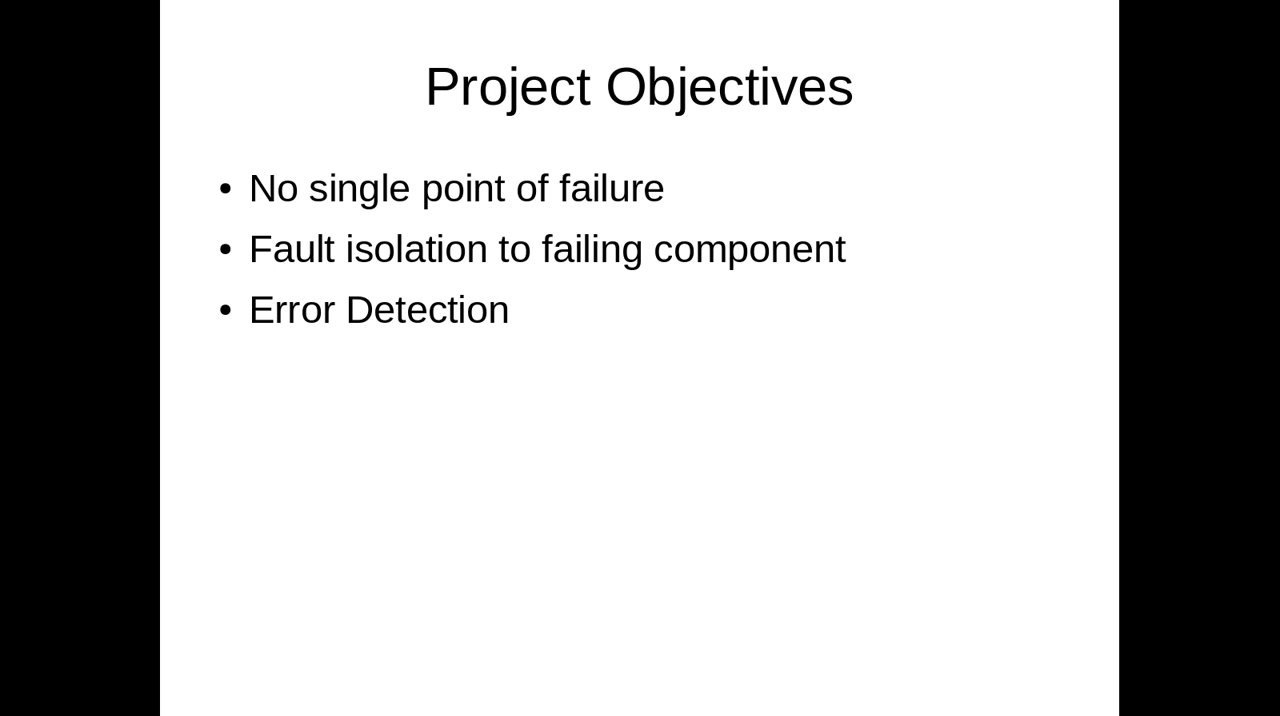 Project Objectives
• No single point of failure
• Fault isolation to failing component
• Error Detection